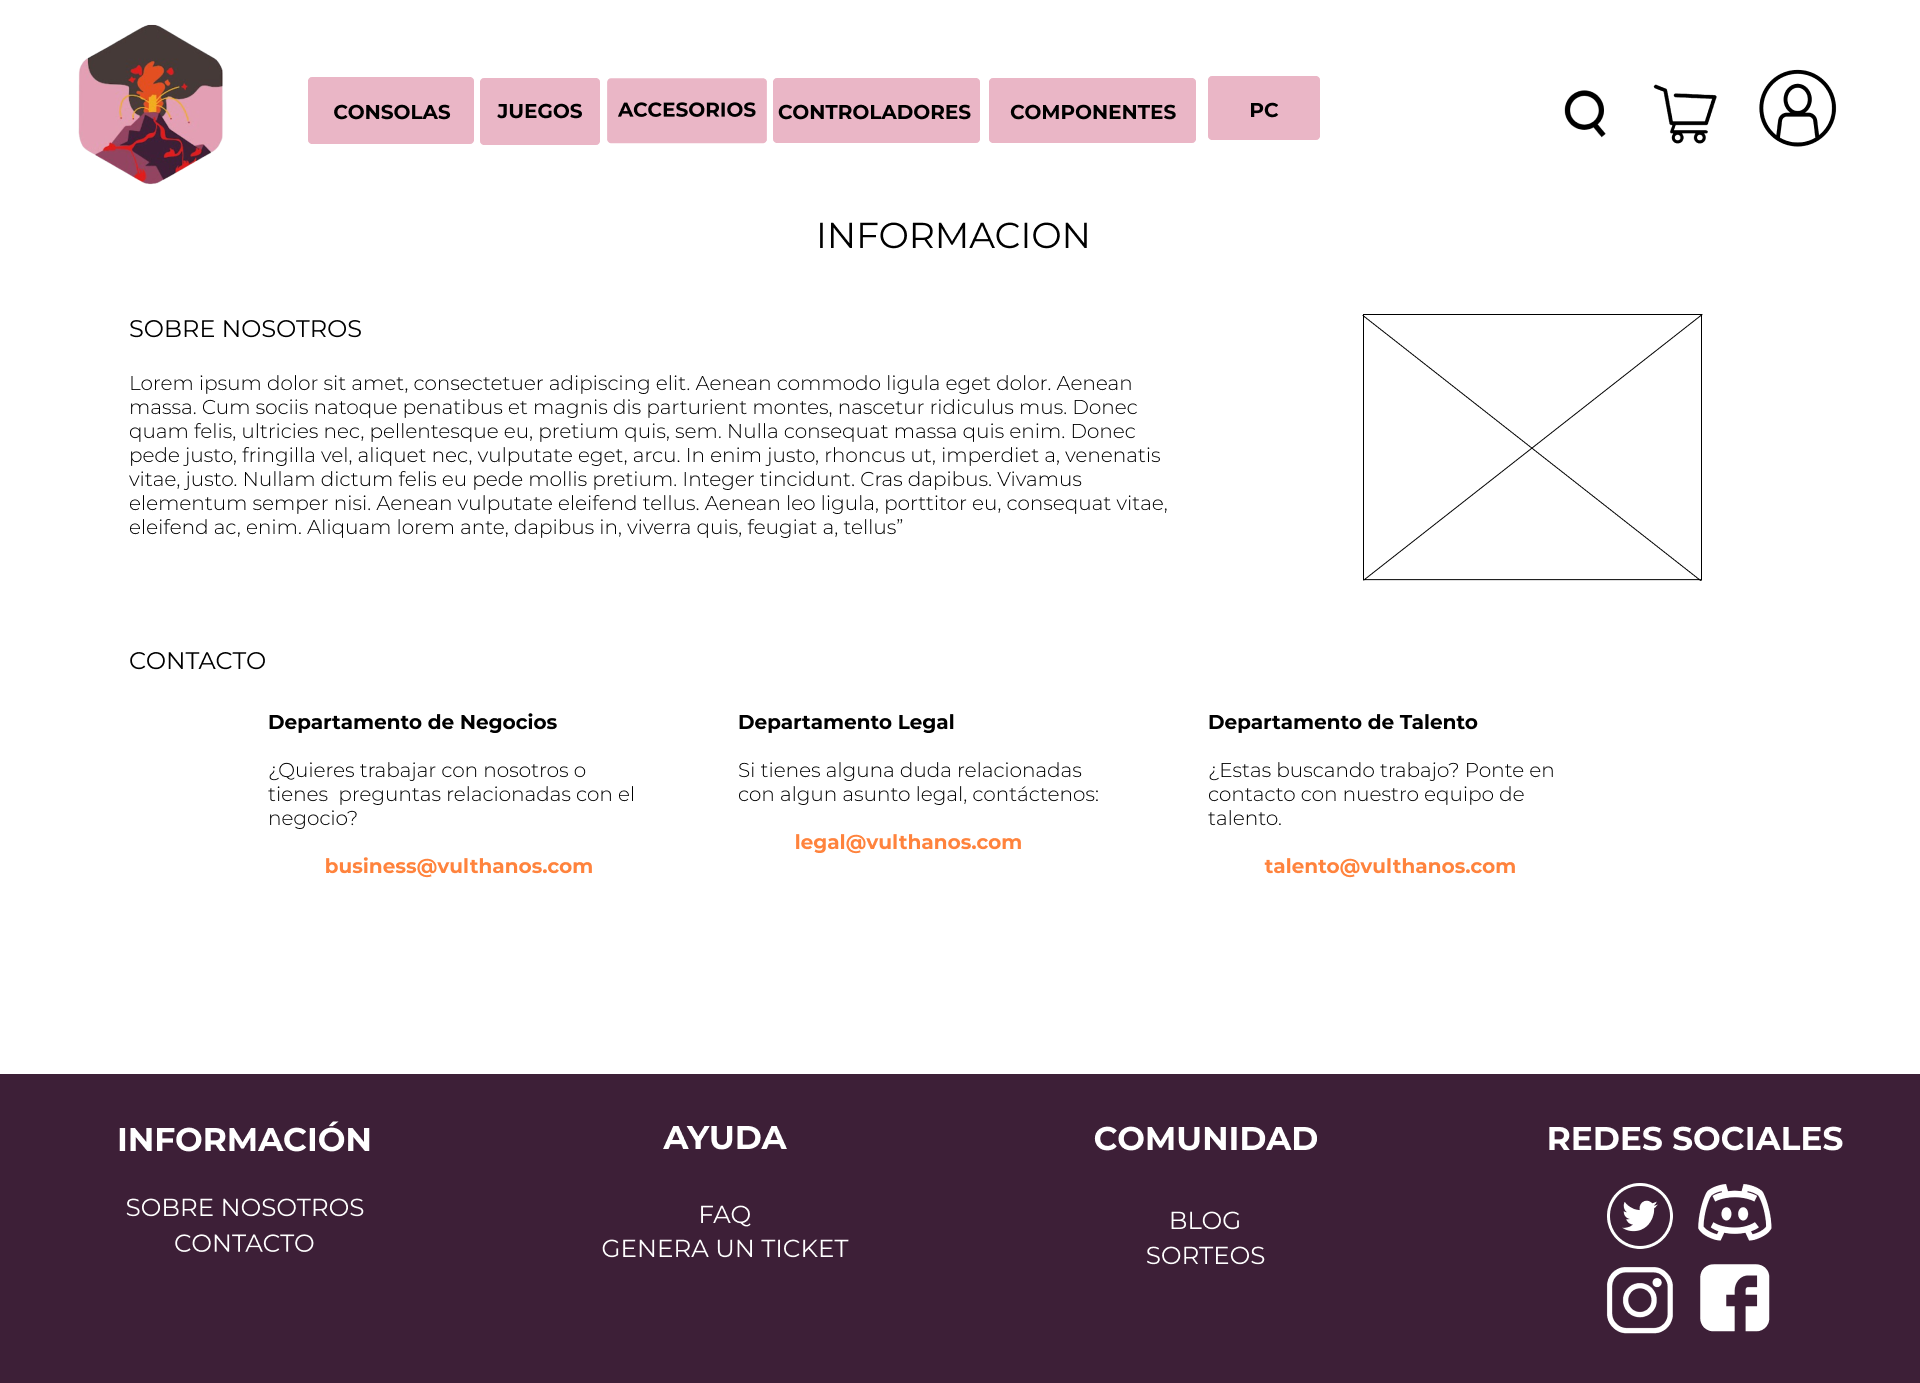 CONSOLAS JUEGOS ACCESORIOS CONTROLADORES COMPONENTES PC
INFORMACION
SOBRE NOSOTROS
Lorem ipsum dolor sit amet, consectetuer adipiscing elit. Aenean commodo ligula eget dolor. Aenean
massa. Cum sociis natoque penatibus et magnis dis parturient montes, nascetur ridiculus mus. Donec
quam felis, ultricies nec, pellentesque eu, pretium quis, sem. Nulla consequat massa quis enim. Donec
pede justo, fringilla vel, aliquet nec, vulputate eget, arcu. In enim justo, rhoncus ut, imperdiet a, venenatis
vitae, justo. Nullam dictum felis eu pede mollis pretium. Integer tincidunt. Cras dapibus. Vivamus
elementum semper nisi. Aenean vulputate eleifend tellus. Aenean leo ligula, porttitor eu, consequat vitae,
eleifend ac, enim. Aliquam lorem ante, dapibus in, viverra quis, feugiat a, tellus”
CONTACTO
Departamento de Negocios
¿Quieres trabajar con nosotros o
tienes  preguntas relacionadas con el
negocio?
business@vulthanos.com
Departamento Legal
Si tienes alguna duda relacionadas
con algun asunto legal, contáctenos:
legal@vulthanos.com
Departamento de Talento
¿Estas buscando trabajo? Ponte en
contacto con nuestro equipo de
talento.
talento@vulthanos.com
INFORMACIÓN
SOBRE NOSOTROS
CONTACTO
AYUDA
FAQ
GENERA UN TICKET
COMUNIDAD
BLOG
SORTEOS
REDES SOCIALES